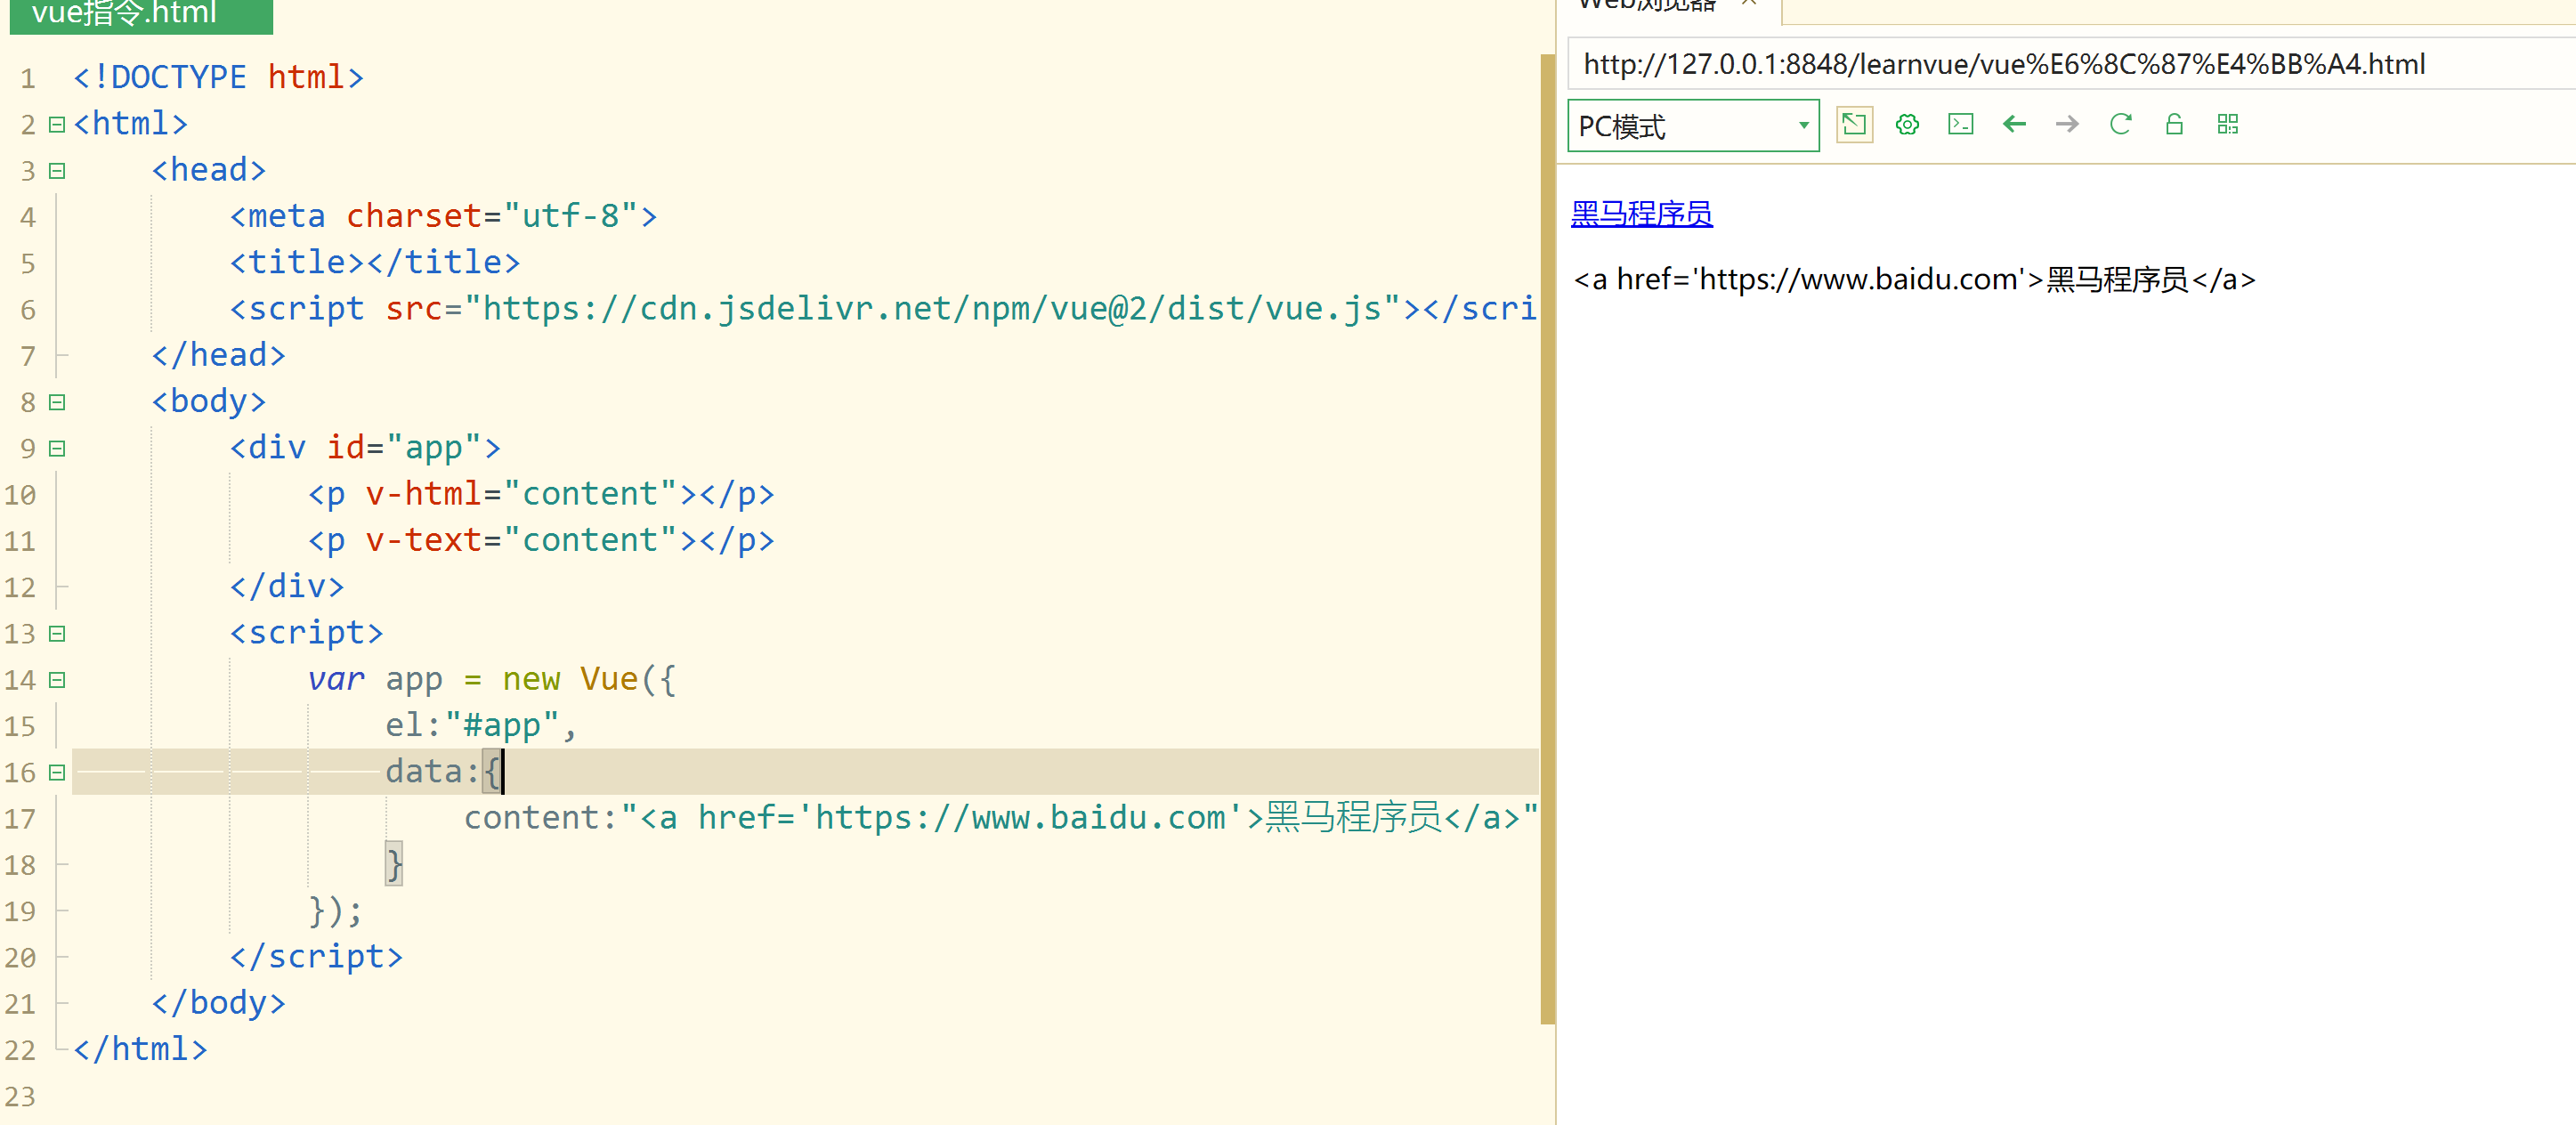 vue指令.html
1 <!DOCTYPE html>
2 <html>
3 <head>
4 <meta charset="utf-8">
5 <title></title>
6 <script src="https://cdn.jsdelivr.net/npm/vue@2/dist/vue.js"></scri
7 </head>
8 <body>
9 <div id="app">
10 <p v-html="content"></p>
11 <p v-text="content"></p>
12 </div>
13 <script>
14 var app = new Vue({
15 el:"#app",
16 data:{
17 content:"<a href='https://www.baidu.com'>黑马程序员</a>"
18 }
19 });
20 </script>
21 </body>
22 </html>
23
Web浏览器
http://127.0.0.1:8848/learnvue/vue%E6%8C%87%E4%BB%A4.html
PC模式
黑马程序员
<a href='https://www.baidu.com'>黑马程序员</a>